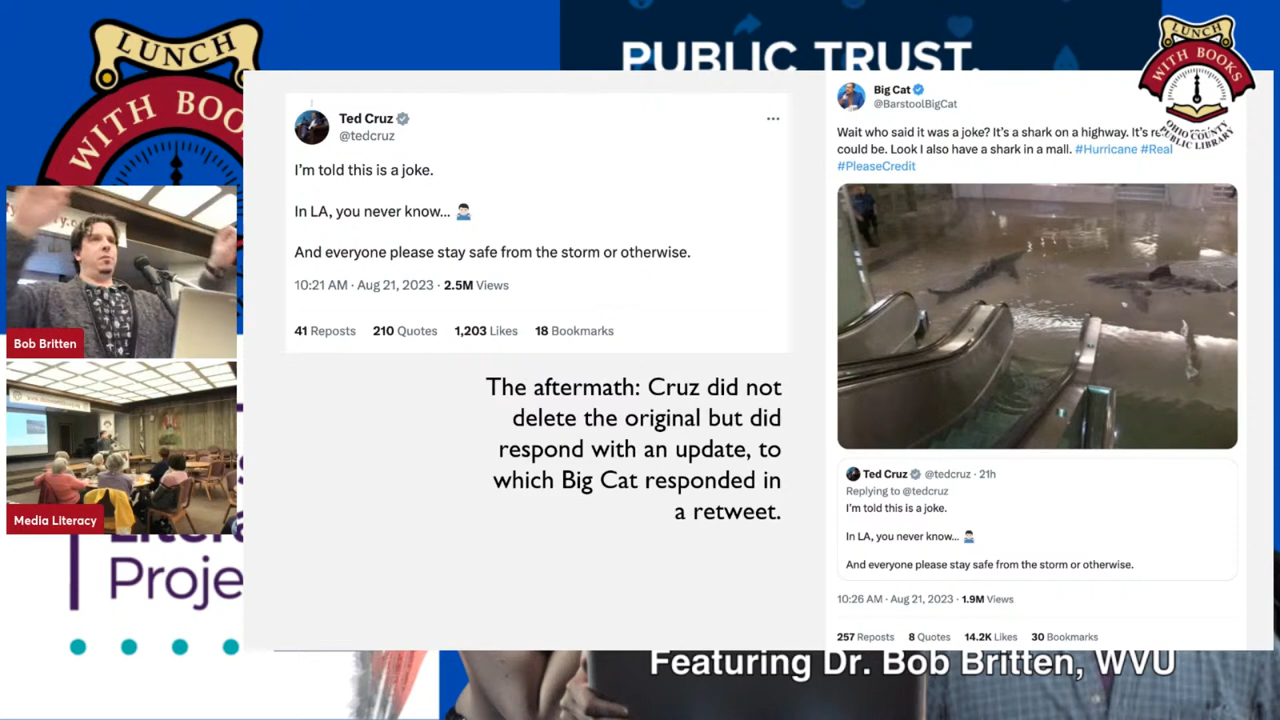 LUNCH
WITH BOO
PUBLIC TRUST.
LUNCH
WITH BOOKS
OHIO COUNTY
PUBLIC LIBRARY
Bob Britten
Media Literacy
Proje
Ted Cruz
@tedcruz
I'm told this is a joke.
In LA, you never know...
And everyone please stay safe from the storm or otherwise.
10:21 AM · Aug 21, 2023 · 2.5M Views
41 Reposts 210 Quotes 1,203 Likes 18 Bookmarks
The aftermath: Cruz did not
delete the original but did
respond with an update, to
which Big Cat responded in
a retweet.
Big Cat
@BarstoolBigCat
Wait who said it was a joke? It's a shark on a highway. It's
could be. Look I also have a shark in a mall. #Hurricane #Real
#PleaseCredit
Ted Cruz @tedcruz · 21h
Replying to @tedcruz
I'm told this is a joke.
In LA, you never know...
And everyone please stay safe from the storm or otherwise.
10:26 AM · Aug 21, 2023 · 1.9M Views
257 Reposts 8 Quotes 14.2K Likes 30 Bookmarks
Featuring Dr. Bob Britten, WVU